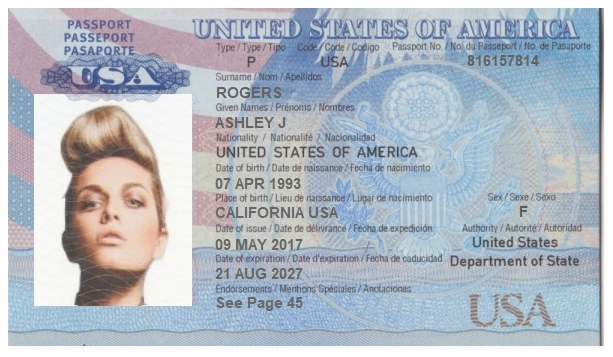 PASSPORT
PASSEPORT
PASAPORTE
USA
UNITED STATES OF AMERICA
Type / Type / Tipo Code / Code / Codigo Passport No. / No. du Passeport / No. de Pasaporte
P USA 816157814
Surname / Nom / Apellidos
ROGERS
Given Names / Prénoms / Nombres
ASHLEY J
Nationality / Nationalité / Nacionalidad
UNITED STATES OF AMERICA
Date of birth / Date de naissance / Fecha de nacimiento
07 APR 1993
Place of birth / Lieu de naissance / Lugar de nacimiento Sex / Sexe / Sexo
CALIFORNIA USA F
Date of issue / Date de délivrance / Fecha de expedición Authority / Autorité / Autoridad
09 MAY 2017 United States
Date of expiration / Date d'expiration / Fecha de caducidad Department of State
21 AUG 2027
Endorsements / Mentions Spéciales / Anotaciones
See Page 45
USA